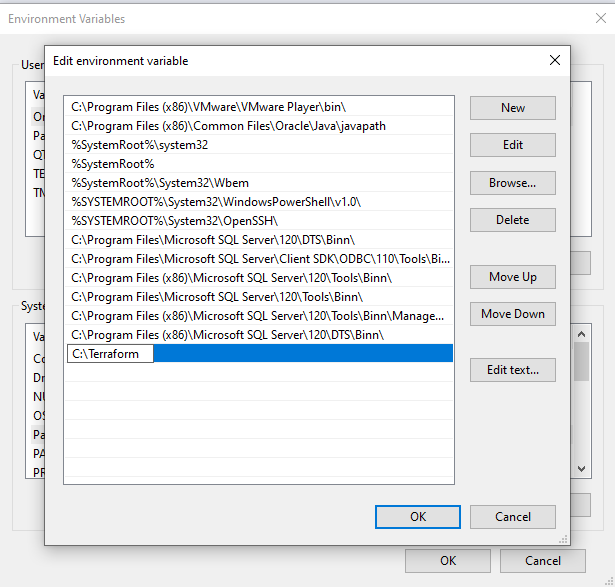 Environment Variables
Edit environment variable
User
Va
Pa
QT
TE
TM
C:\Program Files (x86)\VMware\VMware Player\bin\
C:\Program Files (x86)\Common Files\Oracle\Java\javapath
%SystemRoot%\system32
%SystemRoot%
%SystemRoot%\System32\Wbem
%SYSTEMROOT%\System32\WindowsPowerShell\v1.0\
%SYSTEMROOT%\System32\OpenSSH\
C:\Program Files\Microsoft SQL Server\120\DTS\Binn\
C:\Program Files\Microsoft SQL Server\Client SDK\ODBC\110\Tools\Bi...
C:\Program Files (x86)\Microsoft SQL Server\120\Tools\Binn\
C:\Program Files\Microsoft SQL Server\120\Tools\Binn\
C:\Program Files (x86)\Microsoft SQL Server\120\Tools\Binn\Manage...
C:\Program Files (x86)\Microsoft SQL Server\120\DTS\Binn\
C:\Terraform
New
Edit
Browse...
Delete
Move Up
Move Down
Edit text...
OK
Cancel
Syste
Va
Co
Dr
NU
OS
Pa
PA
PR
OK
Cancel